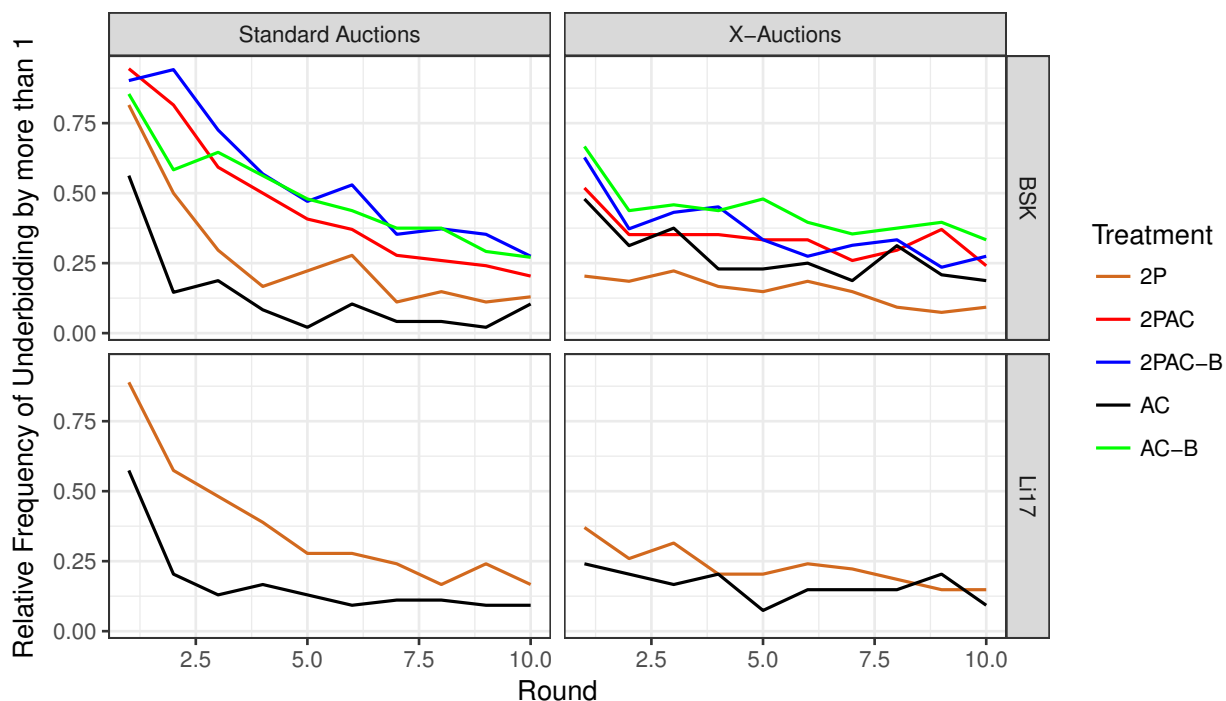 Standard Auctions
X−Auctions
Relative Frequency of Underbidding by more than 1
0.75
0.50
0.25
0.00
BSK
0.75
0.50
0.25
0.00
Li17
2.5
5.0
7.5
10.0
2.5
5.0
7.5
10.0
Round
Treatment
2P
2PAC
2PAC−B
AC
AC−B